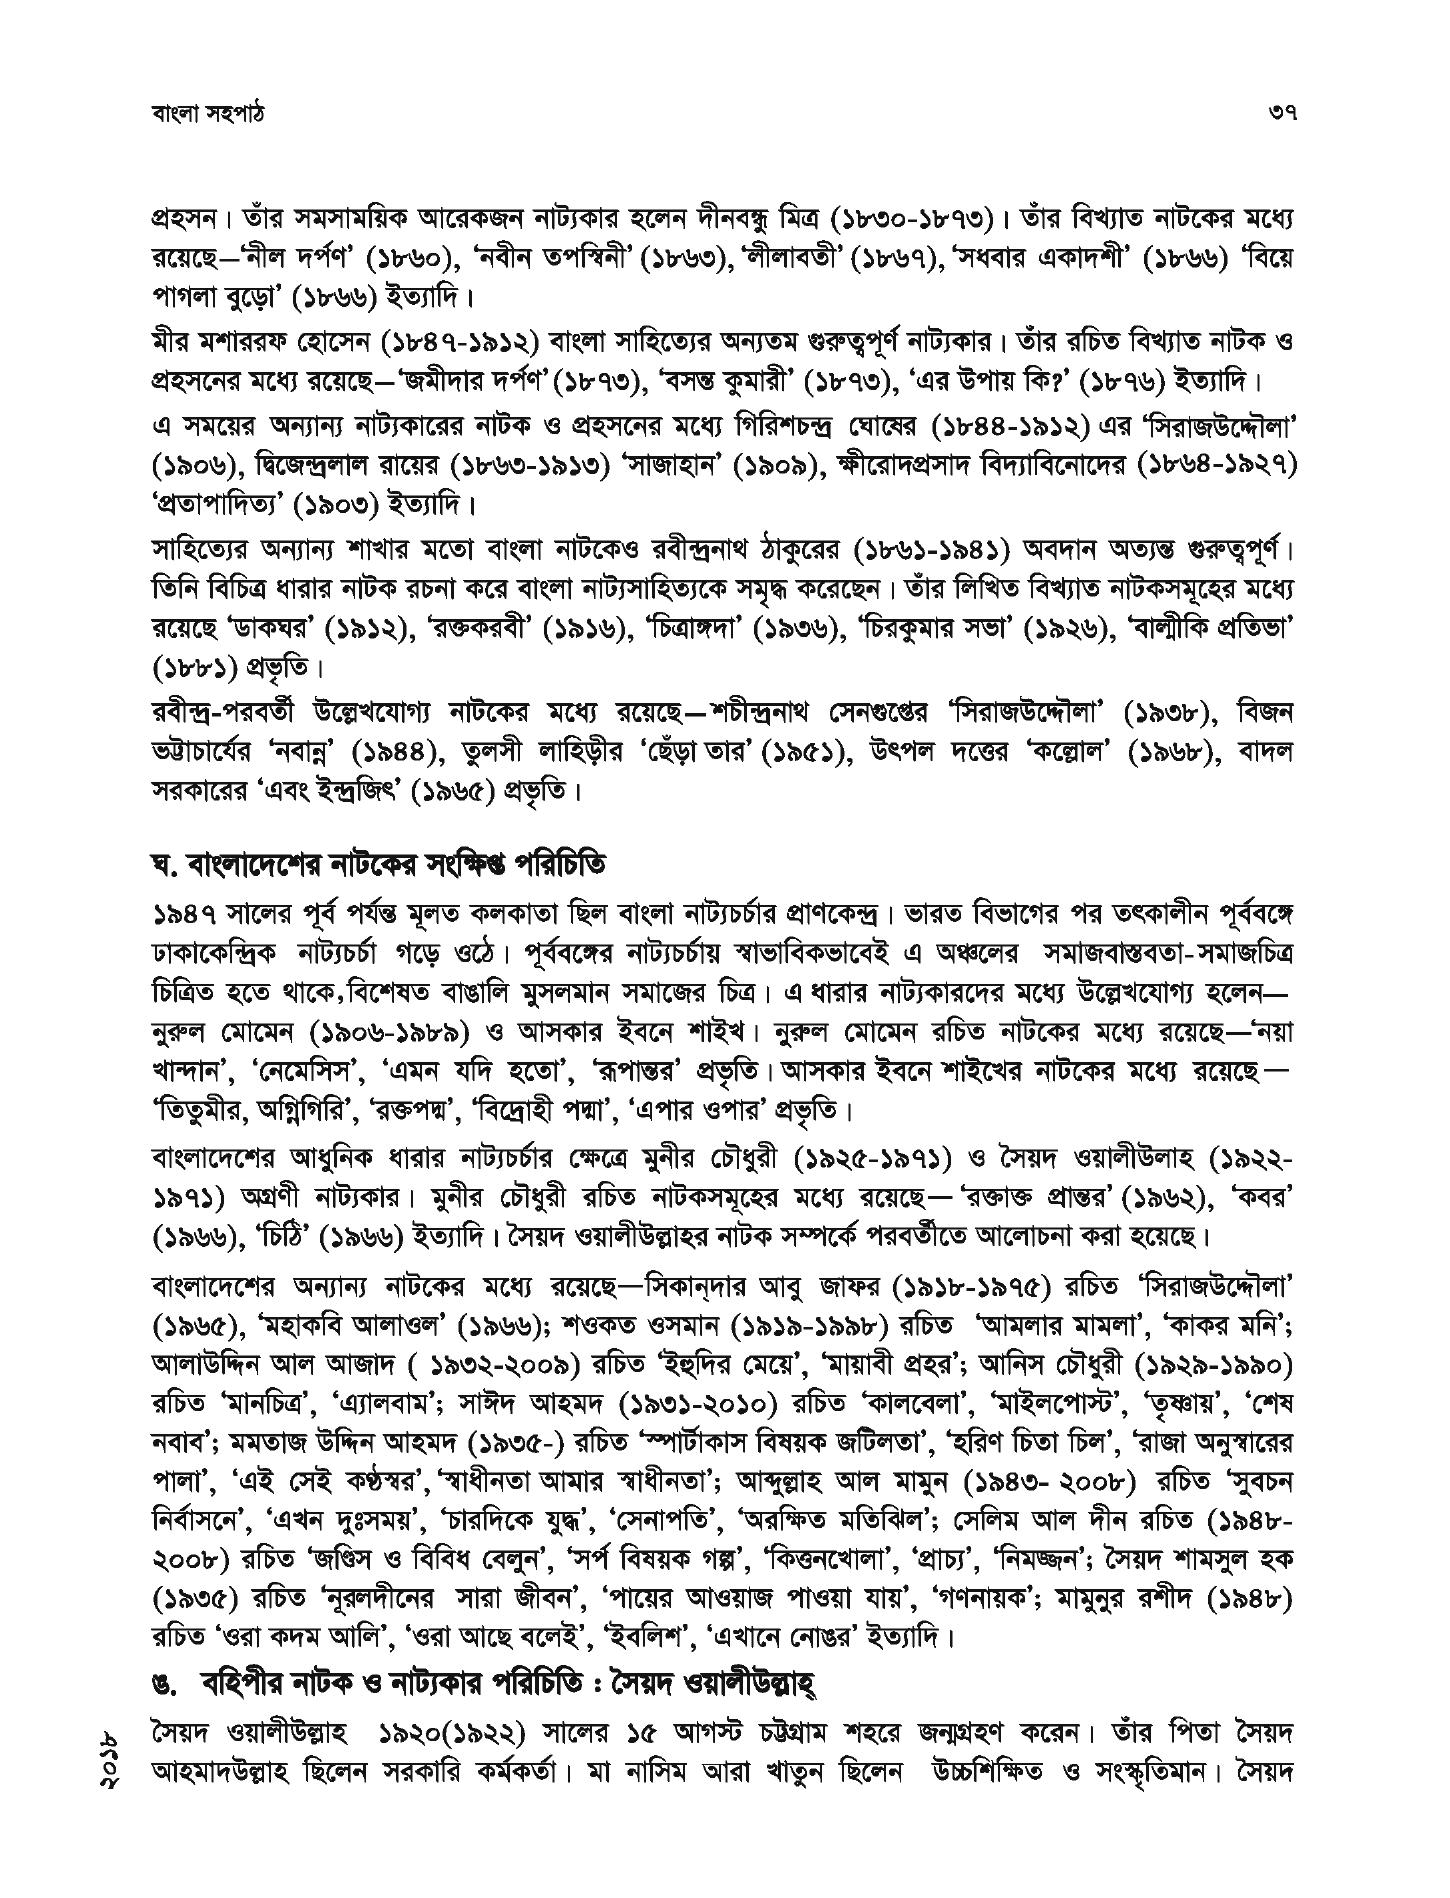 বাংলা সহপাঠ ৩৭
প্রহসন। তাঁর সমসাময়িক আরেকজন নাট্যকার হলেন দীনবন্ধু মিত্র (১৮৩০-১৮৭৩)। তাঁর বিখ্যাত নাটকের মধ্যে
রয়েছে—‘নীল দর্পণ’ (১৮৬০), ‘নবীন তপস্বিনী’ (১৮৬৩), ‘লীলাবতী’ (১৮৬৭), ‘সধবার একাদশী’ (১৮৬৬) ‘বিয়ে
পাগলা বুড়ো’ (১৮৬৬) ইত্যাদি।
মীর মশাররফ হোসেন (১৮৪৭-১৯১২) বাংলা সাহিত্যের অন্যতম গুরুত্বপূর্ণ নাট্যকার। তাঁর রচিত বিখ্যাত নাটক ও
প্রহসনের মধ্যে রয়েছে—‘জমীদার দর্পণ’ (১৮৭৩), ‘বসন্ত কুমারী’ (১৮৭৩), ‘এর উপায় কি?’ (১৮৭৬) ইত্যাদি।
এ সময়ের অন্যান্য নাট্যকারের নাটক ও প্রহসনের মধ্যে গিরিশচন্দ্র ঘোষের (১৮৪৪-১৯১২) এর ‘সিরাজউদ্দৌলা’
(১৯০৬), দ্বিজেন্দ্রলাল রায়ের (১৮৬৩-১৯১৩) ‘সাজাহান’ (১৯০৯), ক্ষীরোদপ্রসাদ বিদ্যাবিনোদের (১৮৬৪-১৯২৭)
‘প্রতাপাদিত্য’ (১৯০৩) ইত্যাদি।
সাহিত্যের অন্যান্য শাখার মতো বাংলা নাটকেও রবীন্দ্রনাথ ঠাকুরের (১৮৬১-১৯৪১) অবদান অত্যন্ত গুরুত্বপূর্ণ।
তিনি বিচিত্র ধারার নাটক রচনা করে বাংলা নাট্যসাহিত্যকে সমৃদ্ধ করেছেন। তাঁর লিখিত বিখ্যাত নাটকসমূহের মধ্যে
রয়েছে ‘ডাকঘর’ (১৯১২), ‘রক্তকরবী’ (১৯১৬), ‘চিত্রাঙ্গদা’ (১৯৩৬), ‘চিরকুমার সভা’ (১৯২৬), ‘বাল্মীকি প্রতিভা’
(১৮৮১) প্রভৃতি।
রবীন্দ্র-পরবর্তী উল্লেখযোগ্য নাটকের মধ্যে রয়েছে—শচীন্দ্রনাথ সেনগুপ্তের ‘সিরাজউদ্দৌলা’ (১৯৩৮), বিজন
ভট্টাচার্যের ‘নবান্ন’ (১৯৪৪), তুলসী লাহিড়ীর ‘ছেঁড়া তার’ (১৯৫১), উৎপল দত্তের ‘কল্লোল’ (১৯৬৮), বাদল
সরকারের ‘এবং ইন্দ্রজিৎ’ (১৯৬৫) প্রভৃতি।
ঘ. বাংলাদেশের নাটকের সংক্ষিপ্ত পরিচিতি
১৯৪৭ সালের পূর্ব পর্যন্ত মূলত কলকাতা ছিল বাংলা নাট্যচর্চার প্রাণকেন্দ্র। ভারত বিভাগের পর তৎকালীন পূর্ববঙ্গে
ঢাকাকেন্দ্রিক নাট্যচর্চা গড়ে ওঠে। পূর্ববঙ্গের নাট্যচর্চায় স্বাভাবিকভাবেই এ অঞ্চলের সমাজবাস্তবতা-সমাজচিত্র
চিত্রিত হতে থাকে,বিশেষত বাঙালি মুসলমান সমাজের চিত্র। এ ধারার নাট্যকারদের মধ্যে উল্লেখযোগ্য হলেন—
নুরুল মোমেন (১৯০৬-১৯৮৯) ও আসকার ইবনে শাইখ। নুরুল মোমেন রচিত নাটকের মধ্যে রয়েছে—‘নয়া
খান্দান’, ‘নেমেসিস’, ‘এমন যদি হতো’, ‘রূপান্তর’ প্রভৃতি। আসকার ইবনে শাইখের নাটকের মধ্যে রয়েছে—
‘তিতুমীর, অগ্নিগিরি’, ‘রক্তপদ্ম’, ‘বিদ্রোহী পদ্মা’, ‘এপার ওপার’ প্রভৃতি।
বাংলাদেশের আধুনিক ধারার নাট্যচর্চার ক্ষেত্রে মুনীর চৌধুরী (১৯২৫-১৯৭১) ও সৈয়দ ওয়ালীউলাহ (১৯২২-
১৯৭১) অগ্রণী নাট্যকার। মুনীর চৌধুরী রচিত নাটকসমূহের মধ্যে রয়েছে—‘রক্তাক্ত প্রান্তর’ (১৯৬২), ‘কবর’
(১৯৬৬), ‘চিঠি’ (১৯৬৬) ইত্যাদি। সৈয়দ ওয়ালীউল্লাহর নাটক সম্পর্কে পরবর্তীতে আলোচনা করা হয়েছে।
বাংলাদেশের অন্যান্য নাটকের মধ্যে রয়েছে—সিকান্‌দার আবু জাফর (১৯১৮-১৯৭৫) রচিত ‘সিরাজউদ্দৌলা’
(১৯৬৫), ‘মহাকবি আলাওল’ (১৯৬৬); শওকত ওসমান (১৯১৯-১৯৯৮) রচিত ‘আমলার মামলা’, ‘কাকর মনি’;
আলাউদ্দিন আল আজাদ ( ১৯৩২-২০০৯) রচিত ‘ইহুদির মেয়ে’, ‘মায়াবী প্রহর’; আনিস চৌধুরী (১৯২৯-১৯৯০)
রচিত ‘মানচিত্র’, ‘এ্যালবাম’; সাঈদ আহমদ (১৯৩১-২০১০) রচিত ‘কালবেলা’, ‘মাইলপোস্ট’, ‘তৃষ্ণায়’, ‘শেষ
নবাব’; মমতাজ উদ্দিন আহমদ (১৯৩৫-) রচিত ‘স্পার্টাকাস বিষয়ক জটিলতা’, ‘হরিণ চিতা চিল’, ‘রাজা অনুস্বারের
পালা’, ‘এই সেই কণ্ঠস্বর’, ‘স্বাধীনতা আমার স্বাধীনতা’; আব্দুল্লাহ আল মামুন (১৯৪৩- ২০০৮) রচিত ‘সুবচন
নির্বাসনে’, ‘এখন দুঃসময়’, ‘চারদিকে যুদ্ধ’, ‘সেনাপতি’, ‘অরক্ষিত মতিঝিল’; সেলিম আল দীন রচিত (১৯৪৮-
২০০৮) রচিত ‘জণ্ডিস ও বিবিধ বেলুন’, ‘সর্প বিষয়ক গল্প’, ‘কিত্তনখোলা’, ‘প্রাচ্য’, ‘নিমজ্জন’; সৈয়দ শামসুল হক
(১৯৩৫) রচিত ‘নূরলদীনের সারা জীবন’, ‘পায়ের আওয়াজ পাওয়া যায়’, ‘গণনায়ক’; মামুনুর রশীদ (১৯৪৮)
রচিত ‘ওরা কদম আলি’, ‘ওরা আছে বলেই’, ‘ইবলিশ’, ‘এখানে নোঙর’ ইত্যাদি।
ঙ. বহিপীর নাটক ও নাট্যকার পরিচিতি : সৈয়দ ওয়ালীউল্লাহ্
সৈয়দ ওয়ালীউল্লাহ ১৯২০(১৯২২) সালের ১৫ আগস্ট চট্টগ্রাম শহরে জন্মগ্রহণ করেন। তাঁর পিতা সৈয়দ
আহমাদউল্লাহ ছিলেন সরকারি কর্মকর্তা। মা নাসিম আরা খাতুন ছিলেন উচ্চশিক্ষিত ও সংস্কৃতিমান। সৈয়দ
২০১৮